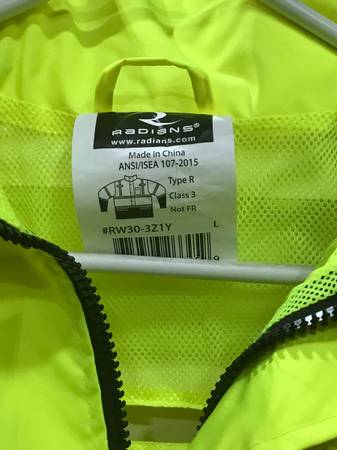 RADIANS®
www.radians.com
Made in China
ANSI/ISEA 107-2015
Type R
Class 3
Not FR
#RW30-3Z1Y L